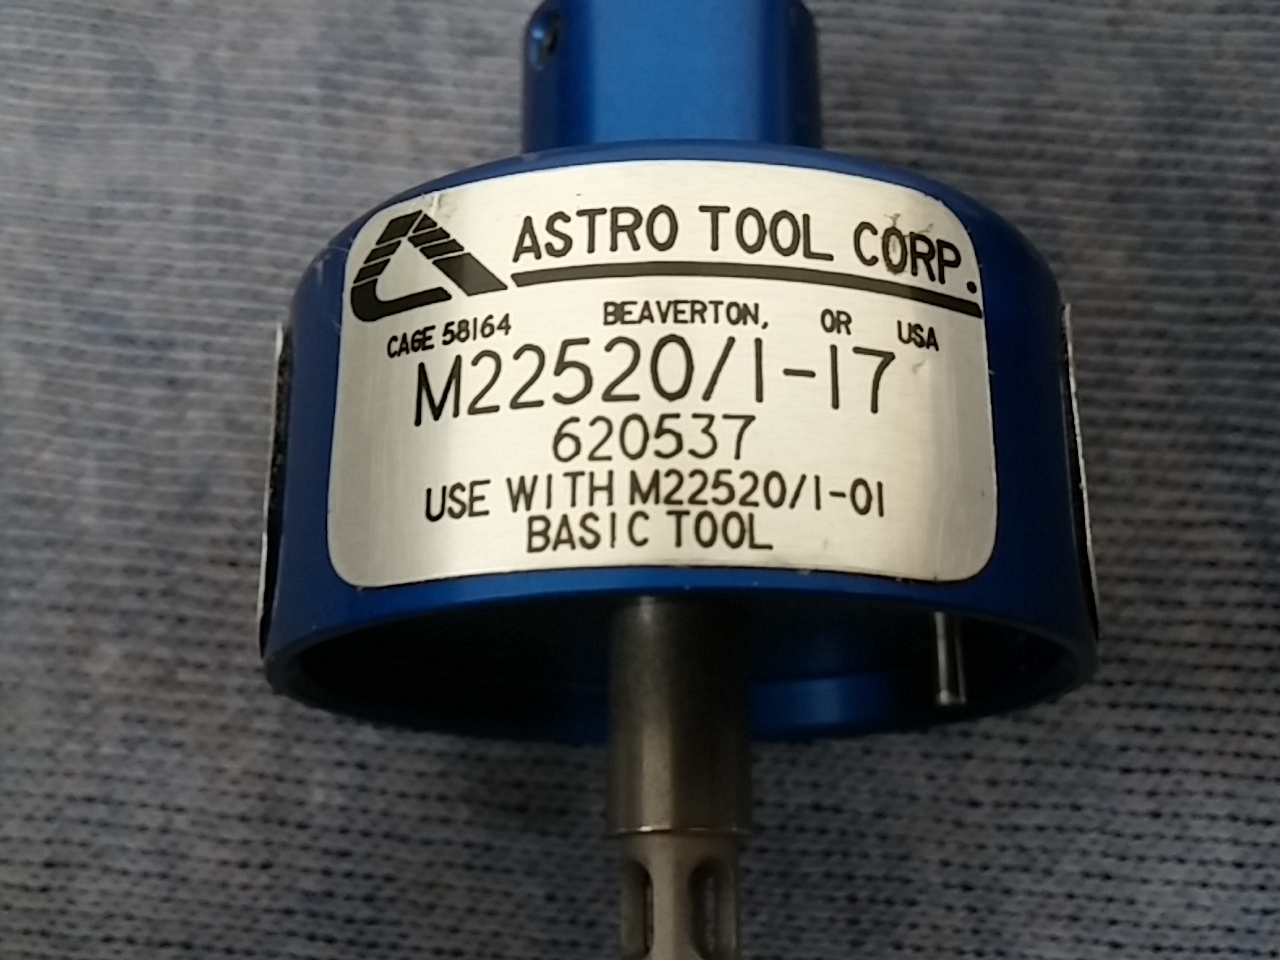 ASTRO TOOL CORP.
CAGE 58164 BEAVERTON, OR USA
M22520/1-17
620537
USE WITH M22520/1-01
BASIC TOOL